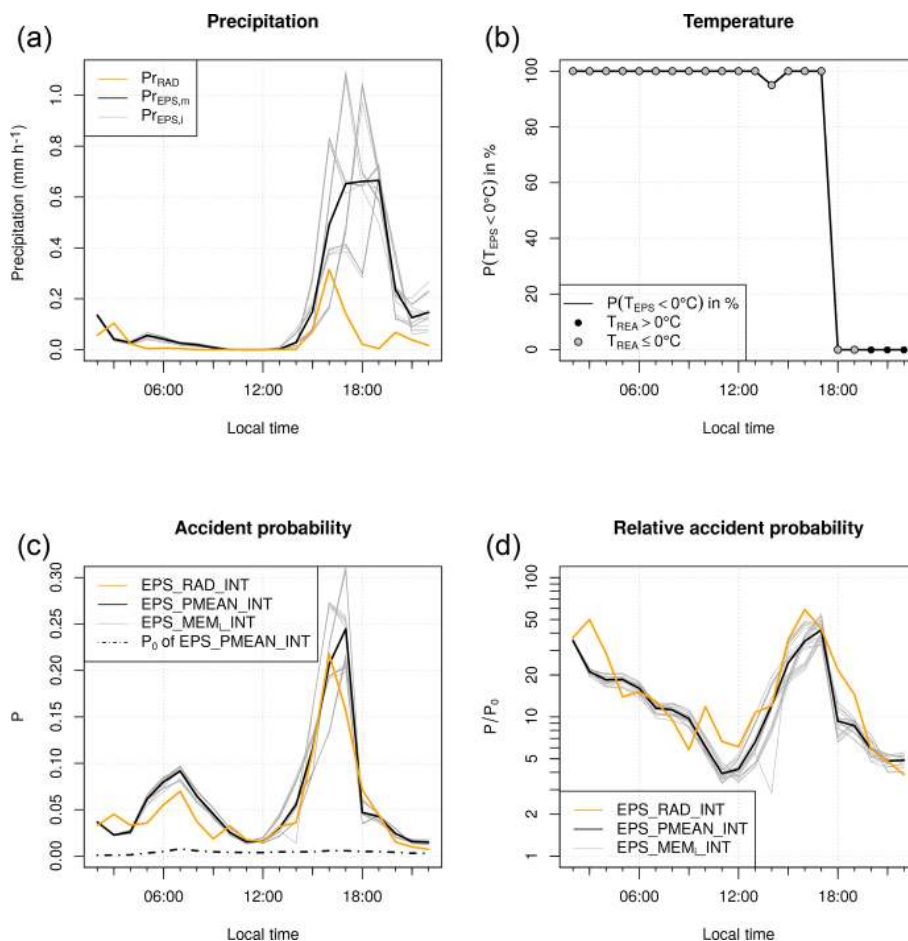 (a)
Precipitation
Pr_RAD
Pr_EPS,m
Pr_EPS,i
Precipitation (mm h⁻¹)
1.0
0.8
0.6
0.4
0.2
0.0
06:00 12:00 18:00
Local time
(b)
Temperature
P(T_EPS < 0°C) in %
100
80
60
40
20
0
P(T_EPS < 0°C) in %
T_REA > 0°C
T_REA ≤ 0°C
06:00 12:00 18:00
Local time
(c)
Accident probability
EPS_RAD_INT
EPS_PMEAN_INT
EPS_MEM_i_INT
P₀ of EPS_PMEAN_INT
P
0.30
0.25
0.20
0.15
0.10
0.05
0.00
06:00 12:00 18:00
Local time
(d)
Relative accident probability
P/P₀
100
50
20
10
5
2
1
EPS_RAD_INT
EPS_PMEAN_INT
EPS_MEM_i_INT
06:00 12:00 18:00
Local time